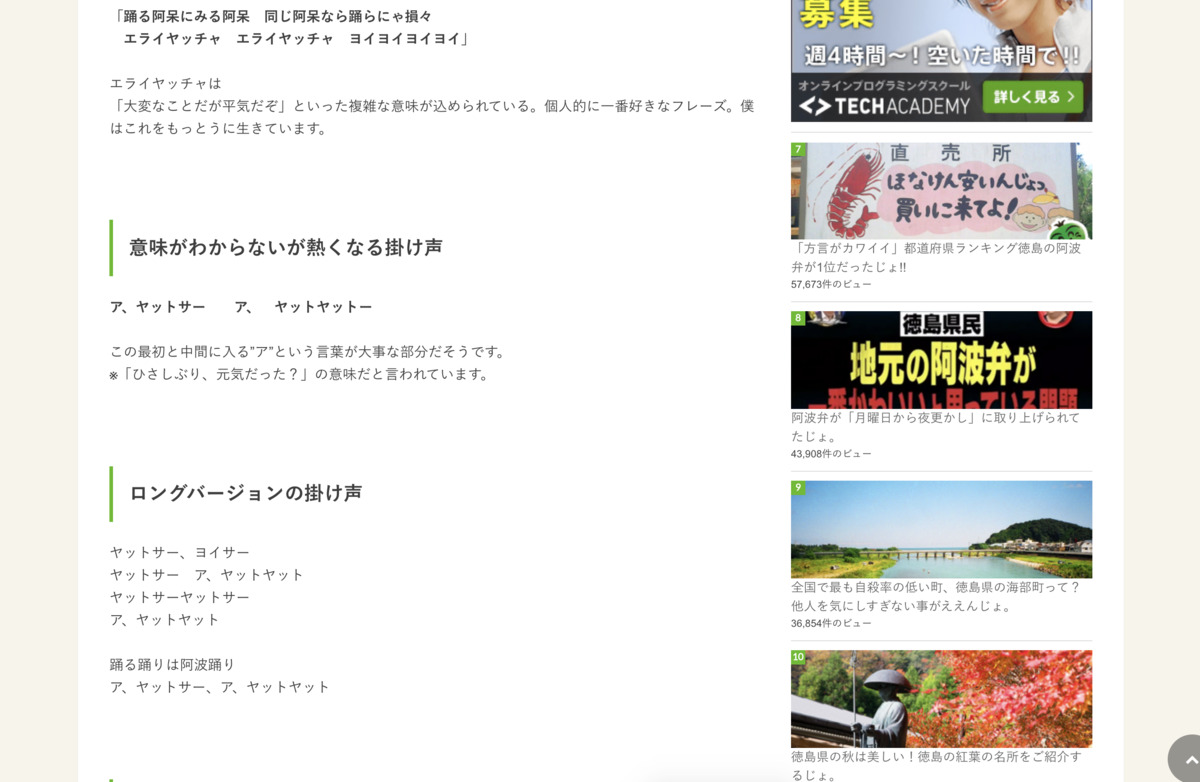 「踊る阿呆にみる阿呆　同じ阿呆なら踊らにゃ損々
エライヤッチャ　エライヤッチャ　ヨイヨイヨイヨイ」
エライヤッチャは
「大変なことだが平気だぞ」といった複雑な意味が込められている。個人的に一番好きなフレーズ。僕
はこれをもっとうに生きています。
意味がわからないが熱くなる掛け声
ア、ヤットサー　　ア、　ヤットヤットー
この最初と中間に入る"ア"という言葉が大事な部分だそうです。
※「ひさしぶり、元気だった？」の意味だと言われています。
ロングバージョンの掛け声
ヤットサー、ヨイサー
ヤットサー　ア、ヤットヤット
ヤットサーヤットサー
ア、ヤットヤット
踊る踊りは阿波踊り
ア、ヤットサー、ア、ヤットヤット
募集
週4時間〜！空いた時間で!!
オンラインプログラミングスクール
TECHACADEMY
詳しく見る
7
直売所
ほなけん安いんじょっ
買いに来てよ!
「方言がカワイイ」都道府県ランキング徳島の阿波
弁が1位だったじょ!!
57,673件のビュー
8
徳島県民
地元の阿波弁が
一番かわいいと思っている問題
阿波弁が「月曜日から夜更かし」に取り上げられて
たじょ。
43,908件のビュー
9
全国で最も自殺率の低い町、徳島県の海部町って？
他人を気にしすぎない事がええんじょ。
36,854件のビュー
10
徳島県の秋は美しい！徳島の紅葉の名所をご紹介す
るじょ。